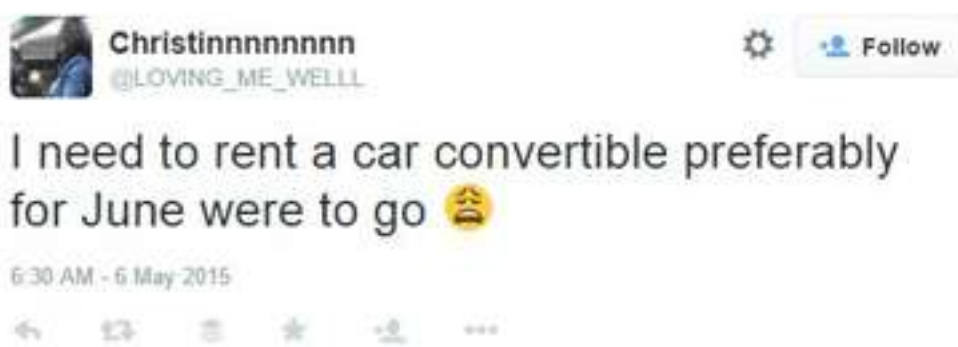 Christinnnnnnnn
@LOVING_ME_WELLL
Follow
I need to rent a car convertible preferably
for June were to go 😩
6:30 AM - 6 May 2015